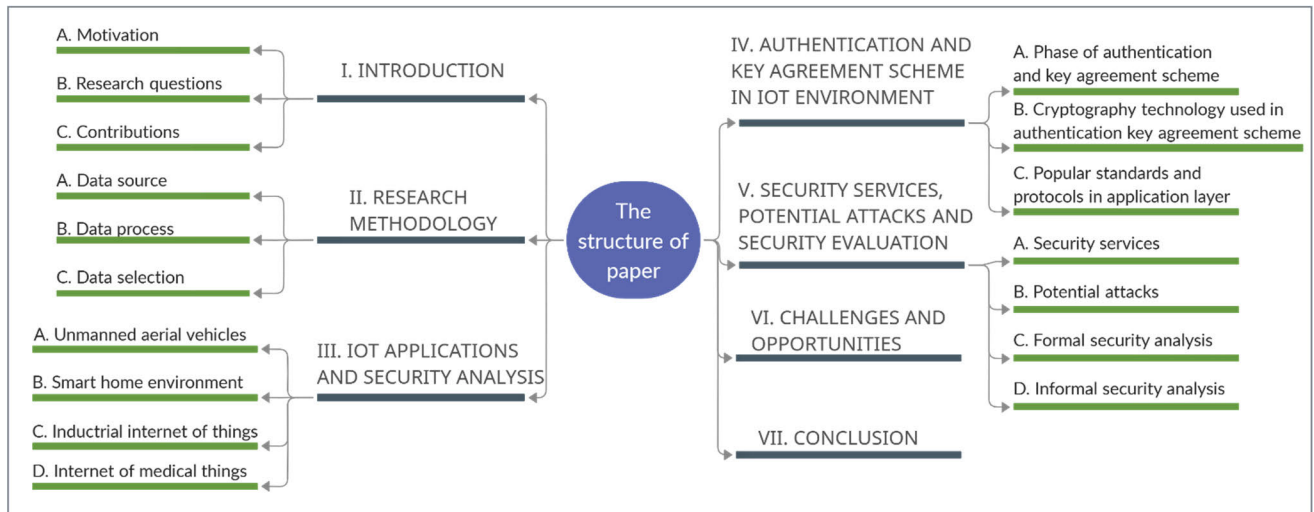 The
structure of
paper
I. INTRODUCTION
A. Motivation
B. Research questions
C. Contributions
II. RESEARCH
METHODOLOGY
A. Data source
B. Data process
C. Data selection
III. IOT APPLICATIONS
AND SECURITY ANALYSIS
A. Unmanned aerial vehicles
B. Smart home environment
C. Inductrial internet of things
D. Internet of medical things
IV. AUTHENTICATION AND
KEY AGREEMENT SCHEME
IN IOT ENVIRONMENT
A. Phase of authentication
and key agreement scheme
B. Cryptography technology used in
authentication key agreement scheme
C. Popular standards and
protocols in application layer
V. SECURITY SERVICES,
POTENTIAL ATTACKS AND
SECURITY EVALUATION
A. Security services
B. Potential attacks
C. Formal security analysis
D. Informal security analysis
VI. CHALLENGES AND
OPPORTUNITIES
VII. CONCLUSION